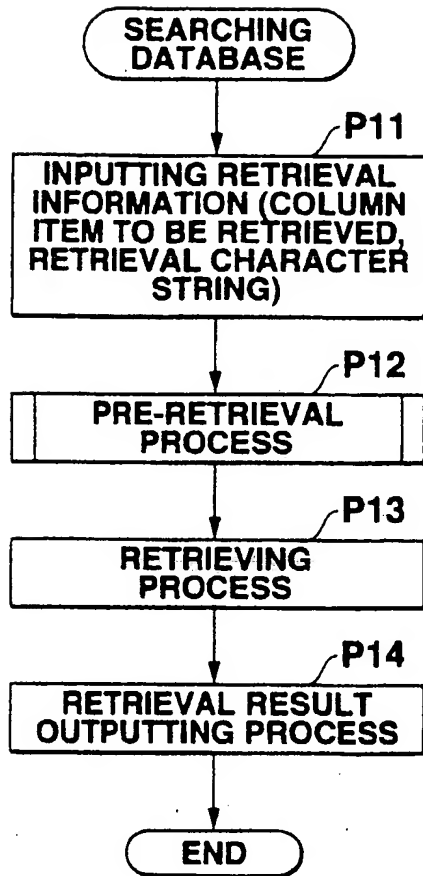 SEARCHING
DATABASE
P11
INPUTTING RETRIEVAL
INFORMATION (COLUMN
ITEM TO BE RETRIEVED,
RETRIEVAL CHARACTER
STRING)
P12
PRE-RETRIEVAL
PROCESS
P13
RETRIEVING
PROCESS
P14
RETRIEVAL RESULT
OUTPUTTING PROCESS
END